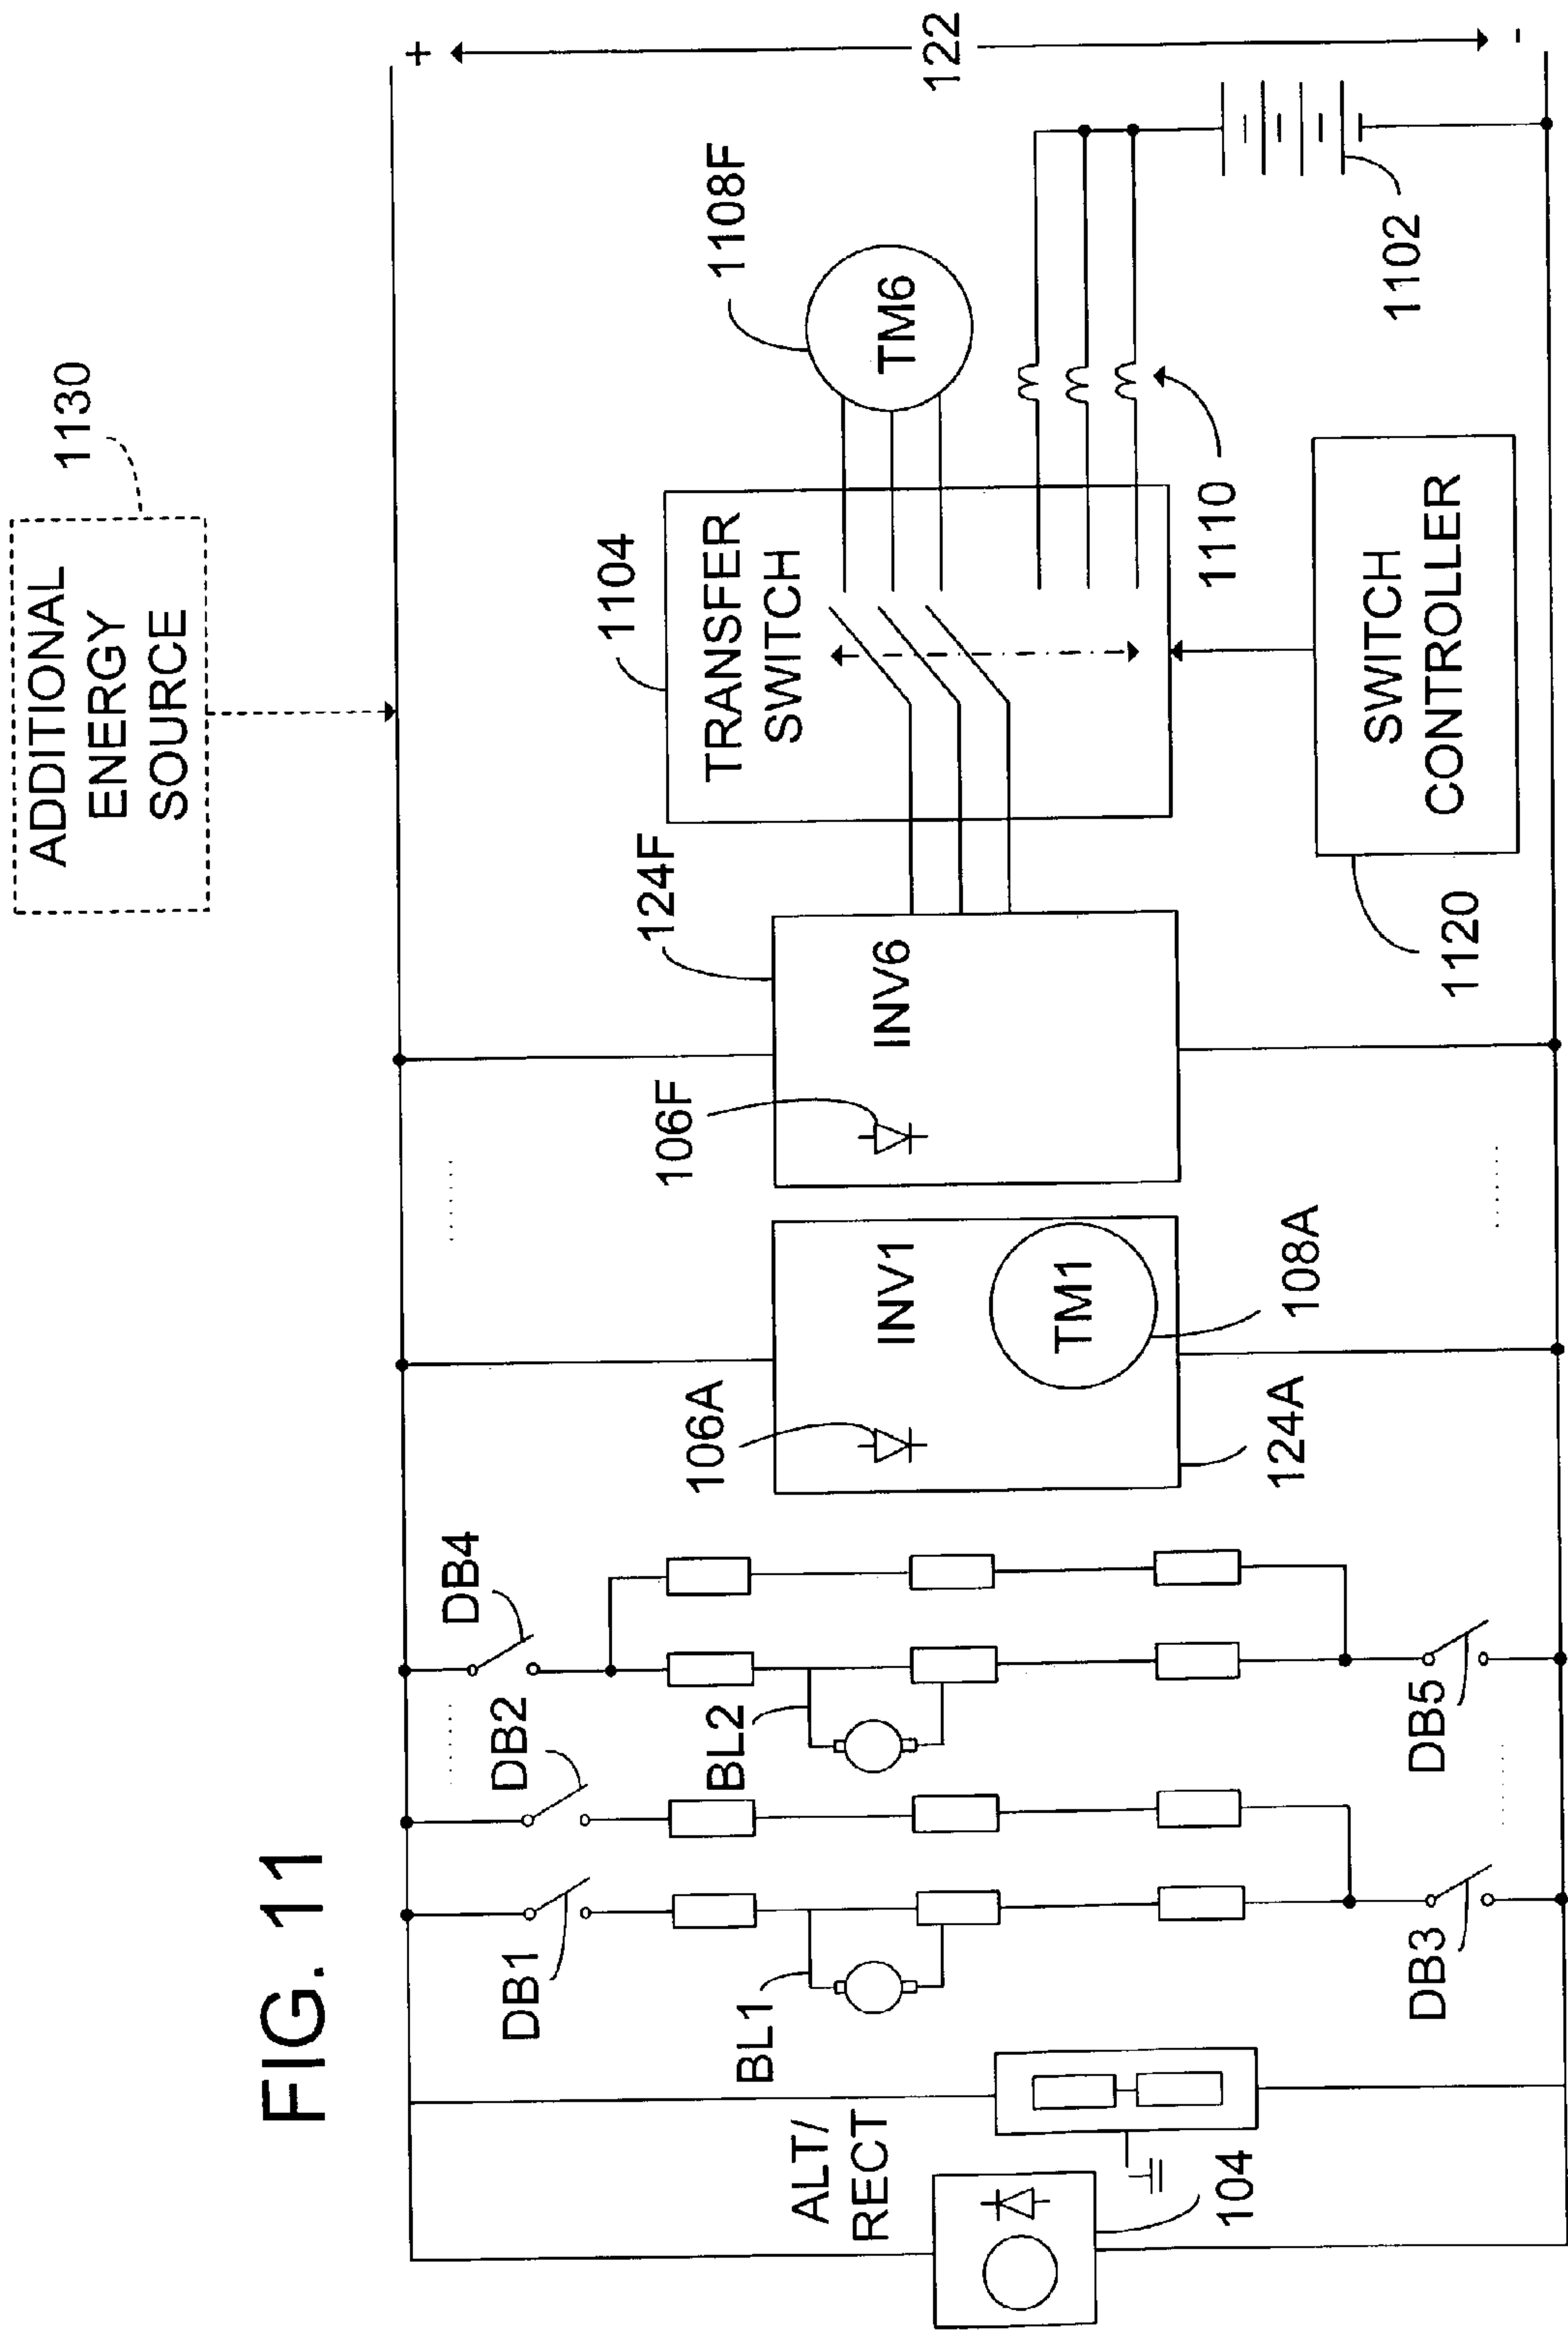 FIG. 11
ADDITIONAL
ENERGY
SOURCE
1130
+
122
-
DB1
DB2
DB4
BL1
BL2
DB3
DB5
ALT/
RECT
104
106A
INV1
TM1
108A
124A
106F
INV6
124F
1104
TRANSFER
SWITCH
TM6
1108F
1110
1102
SWITCH
CONTROLLER
1120